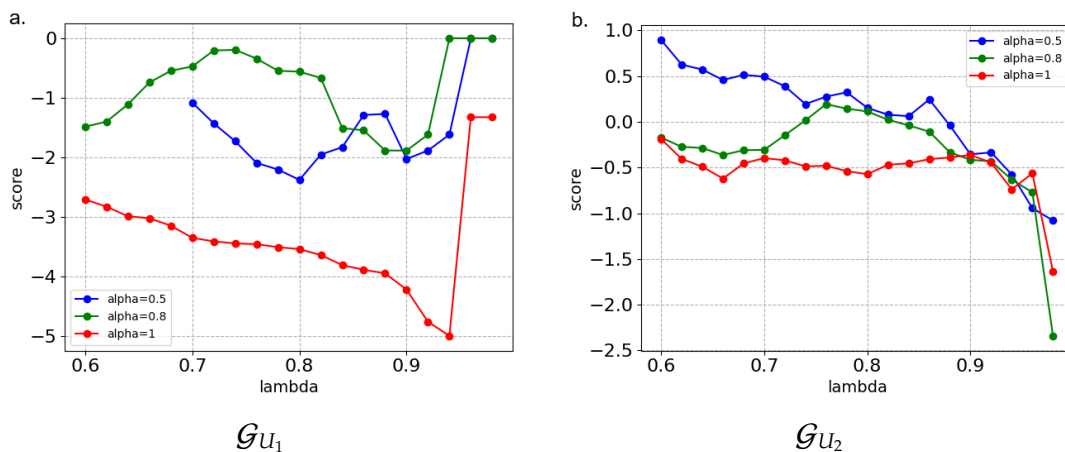 a.
0
−1
−2
−3
−4
−5
score
0.6 0.7 0.8 0.9
lambda
alpha=0.5
alpha=0.8
alpha=1
b.
1.0
0.5
0.0
−0.5
−1.0
−1.5
−2.0
−2.5
score
0.6 0.7 0.8 0.9
lambda
alpha=0.5
alpha=0.8
alpha=1
𝒢U₁
𝒢U₂